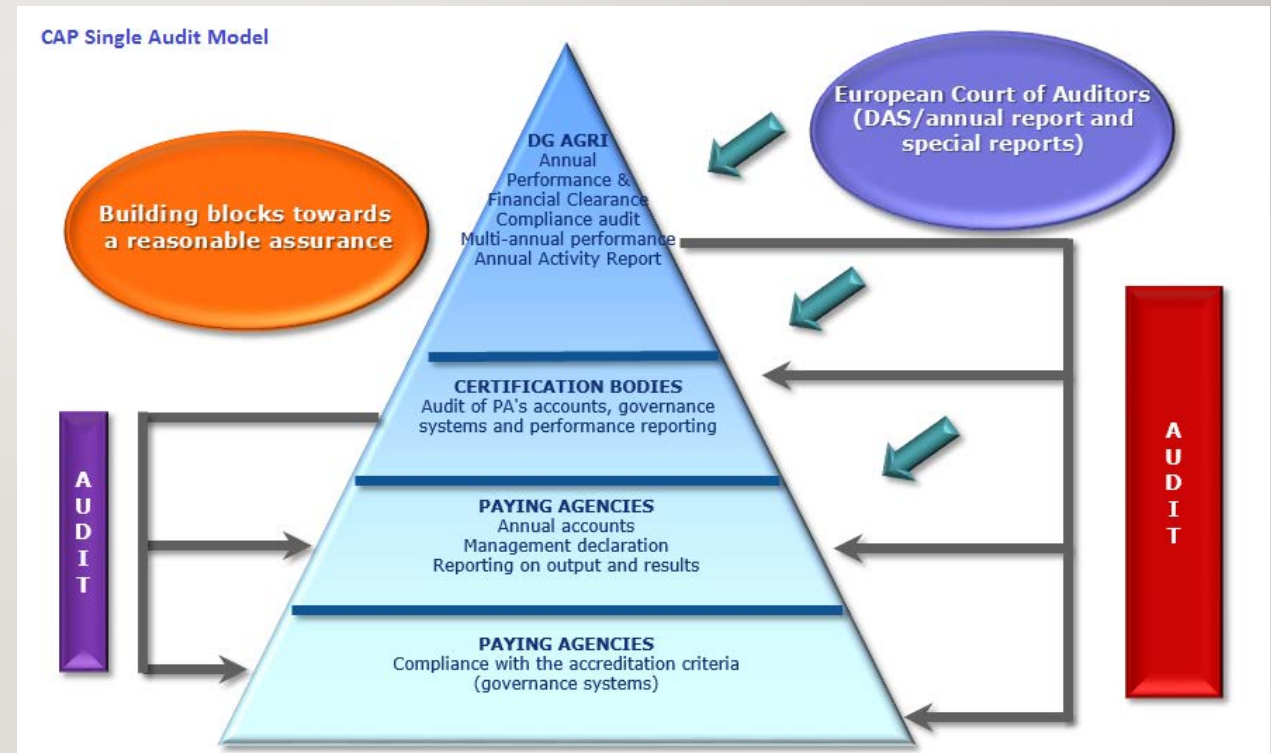 CAP Single Audit Model
European Court of Auditors
(DAS/annual report and
special reports)
Building blocks towards
a reasonable assurance
DG AGRI
Annual
Performance &
Financial Clearance
Compliance audit
Multi-annual performance
Annual Activity Report
CERTIFICATION BODIES
Audit of PA's accounts, governance
systems and performance reporting
PAYING AGENCIES
Annual accounts
Management declaration
Reporting on output and results
PAYING AGENCIES
Compliance with the accreditation criteria
(governance systems)
A
U
D
I
T
A
U
D
I
T